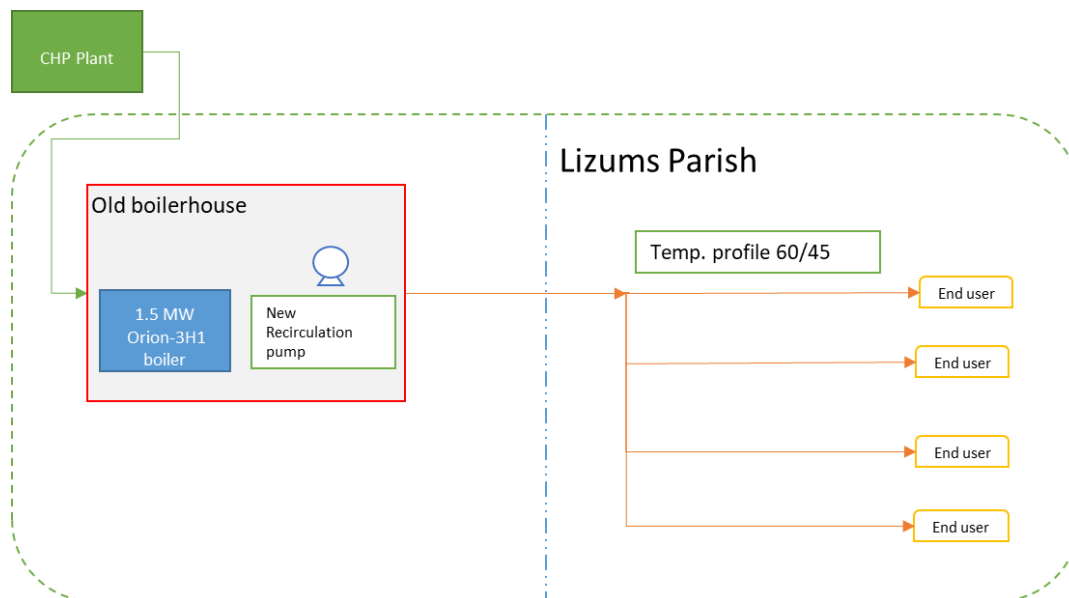 CHP Plant
Lizums Parish
Old boilerhouse
Temp. profile 60/45
1.5 MW
Orion-3H1
boiler
New
Recirculation
pump
End user
End user
End user
End user